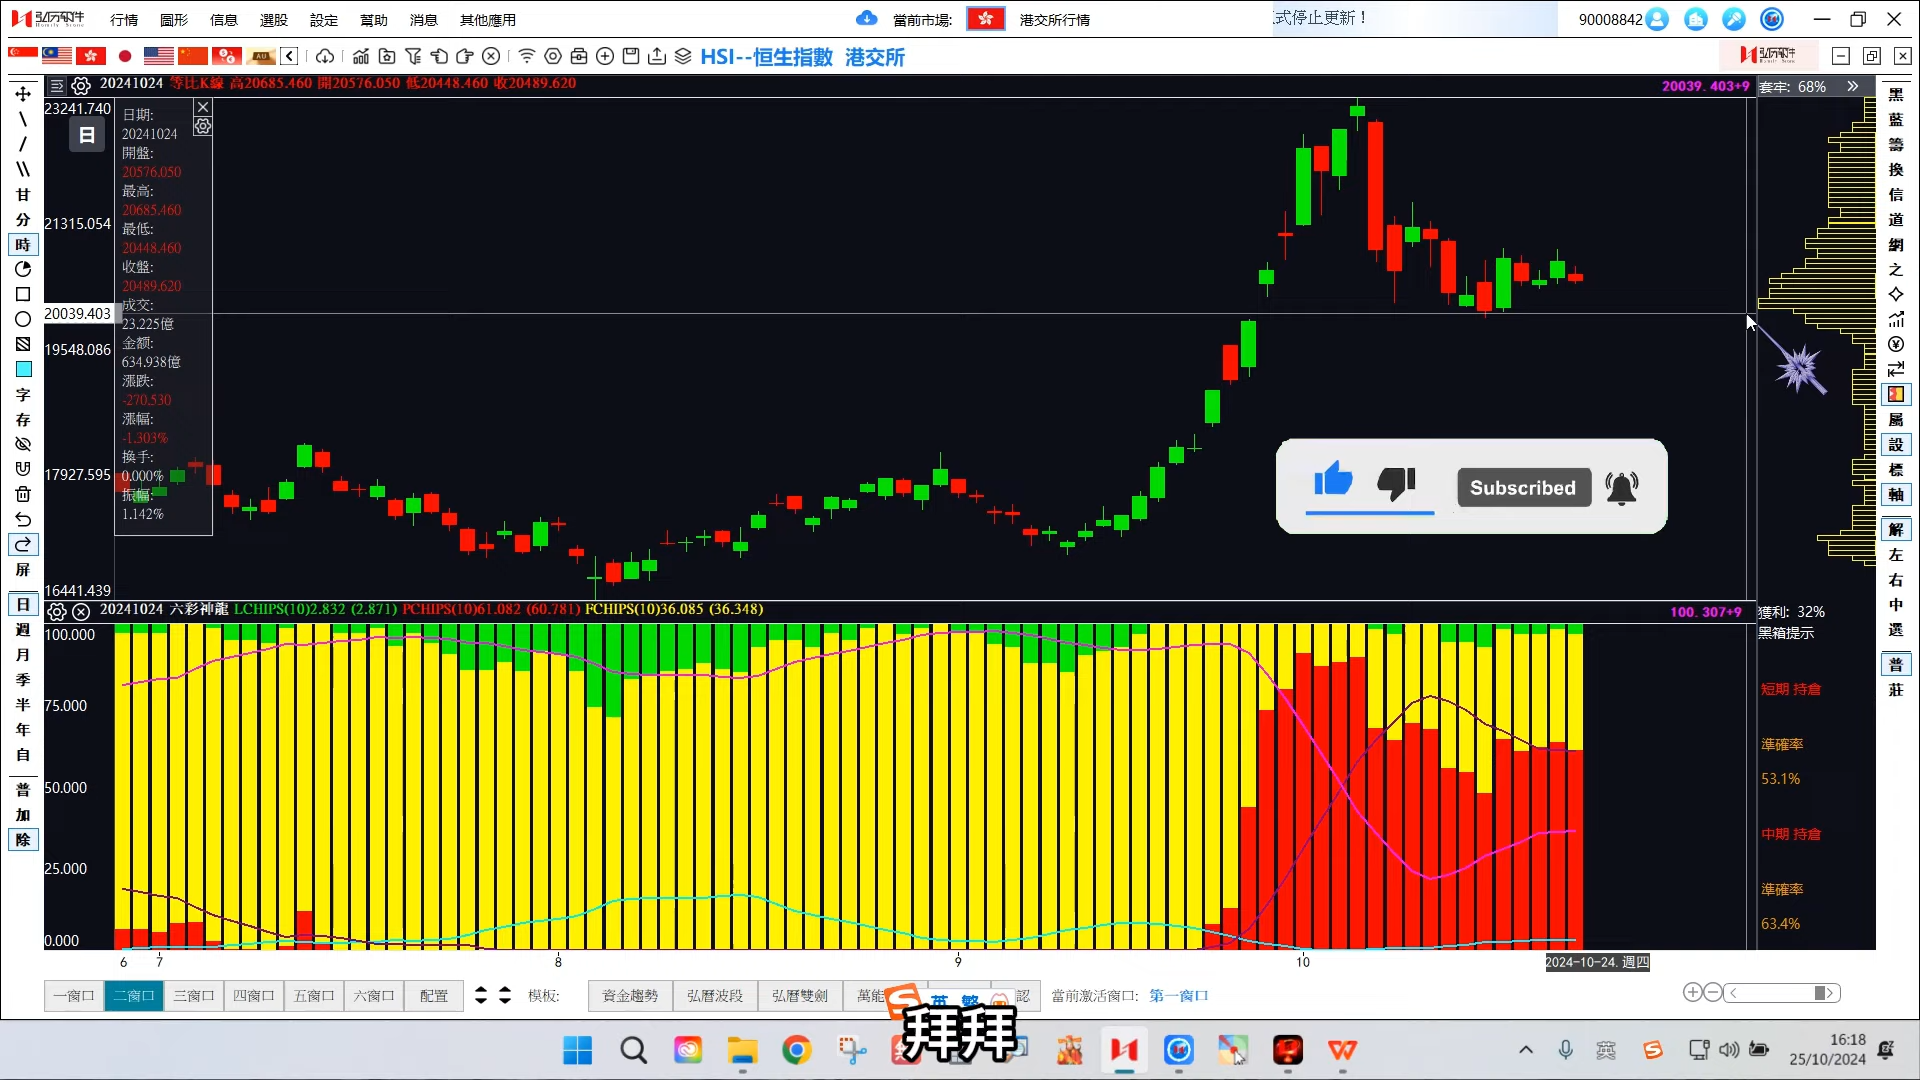 弘历軟件 行情 圖形 信息 選股 設定 幫助 消息 其他應用 當前市場: 港交所行情 式停止更新！ 90008842
HSI--恒生指數 港交所
20241024 等比K線 高20685.460 開20576.050 低20448.460 收20489.620
20039.403+9
套牢: 68%
23241.740
21315.054
20039.403
19548.086
17927.595
16441.439
日
日期:
20241024
開盤:
20576.050
最高:
20685.460
最低:
20448.460
收盤:
20489.620
成交:
23.225億
金額:
634.938億
漲跌:
-270.530
漲幅:
-1.303%
換手:
0.000%
振幅:
1.142%
Subscribed
20241024 六彩神龍 LCHIPS(10)2.832 (2.871) PCHIPS(10)61.082 (60.781) FCHIPS(10)36.085 (36.348)
100.307+9
獲利: 32%
黑箱提示
短期 持倉
準確率
53.1%
中期 持倉
準確率
63.4%
100.000
75.000
50.000
25.000
0.000
6 7 8 9 10 2024-10-24. 週四
甘
分
時
字
存
屏
日
週
月
季
半
年
自
普
加
除
黑
藍
籌
換
信
道
網
之
屬
設
標
軸
解
左
右
中
選
普
莊
一窗口 二窗口 三窗口 四窗口 五窗口 六窗口 配置 模板: 資金趨勢 弘曆波段 弘曆雙劍 萬能 認 當前激活窗口: 第一窗口
英 繁
拜拜
英
16:18
25/10/2024